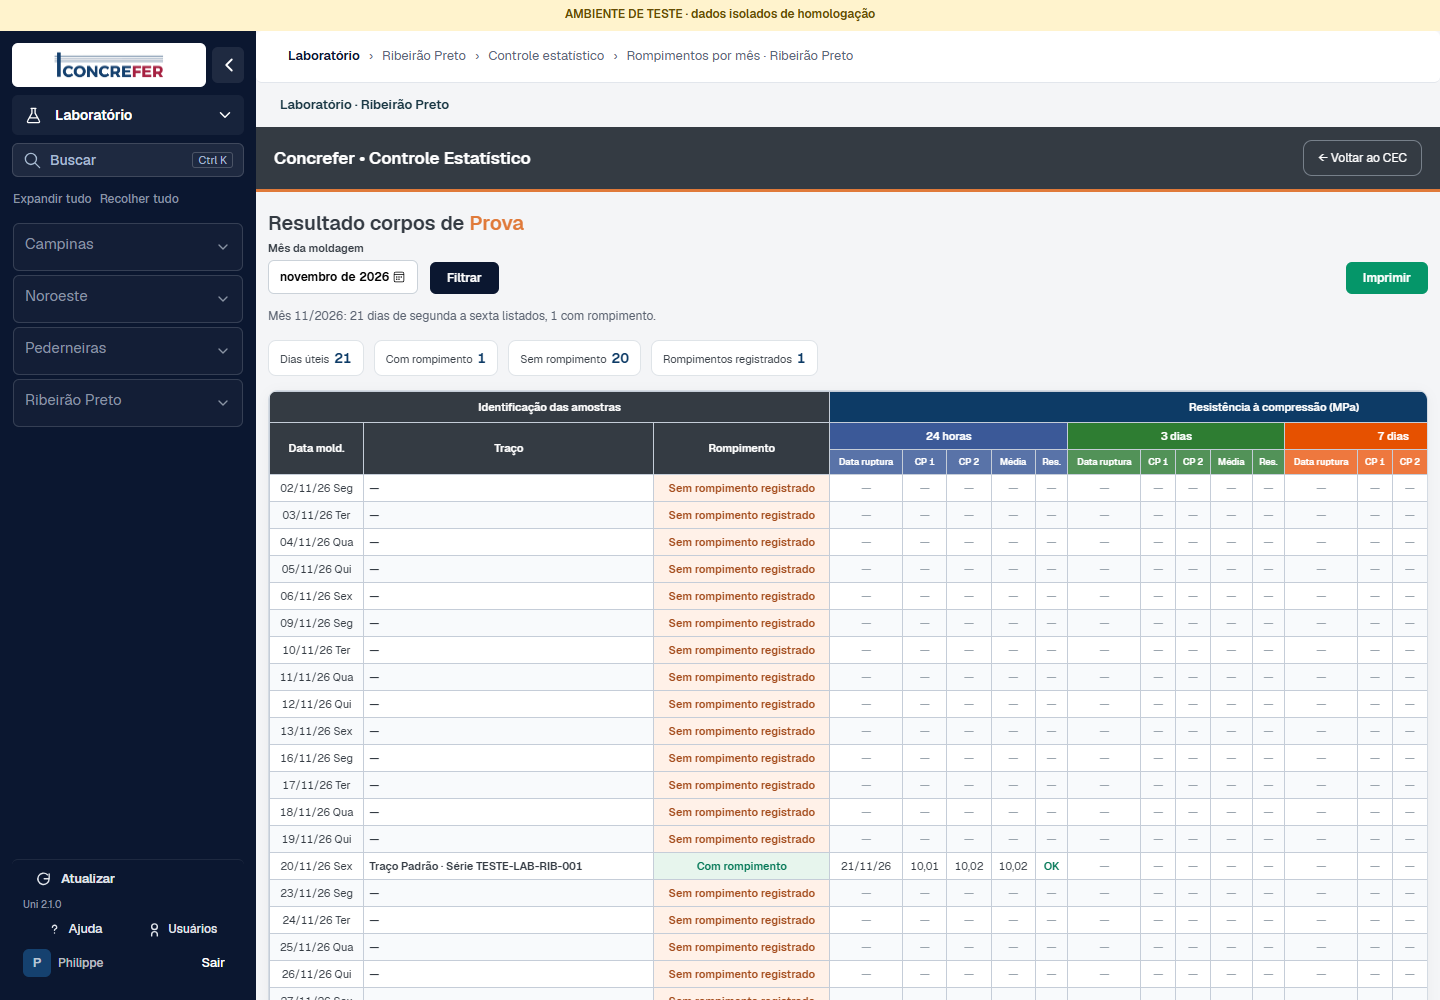 AMBIENTE DE TESTE · dados isolados de homologação
CONCREFER
Laboratório
Buscar Ctrl K
Expandir tudo Recolher tudo
Campinas
Noroeste
Pederneiras
Ribeirão Preto
Atualizar
Uni 2.1.0
? Ajuda Usuários
P Philippe Sair
Laboratório › Ribeirão Preto › Controle estatístico › Rompimentos por mês · Ribeirão Preto
Laboratório · Ribeirão Preto
Concrefer • Controle Estatístico
← Voltar ao CEC
Resultado corpos de Prova
Mês da moldagem
novembro de 2026
Filtrar
Imprimir
Mês 11/2026: 21 dias de segunda a sexta listados, 1 com rompimento.
Dias úteis 21 Com rompimento 1 Sem rompimento 20 Rompimentos registrados 1
Identificação das amostras Resistência à compressão (MPa)
Data mold. Traço Rompimento 24 horas 3 dias 7 dias
Data ruptura CP 1 CP 2 Média Res. Data ruptura CP 1 CP 2 Média Res. Data ruptura CP 1 CP 2
02/11/26 Seg — Sem rompimento registrado — — — — — — — — — — — — —
03/11/26 Ter — Sem rompimento registrado — — — — — — — — — — — — —
04/11/26 Qua — Sem rompimento registrado — — — — — — — — — — — — —
05/11/26 Qui — Sem rompimento registrado — — — — — — — — — — — — —
06/11/26 Sex — Sem rompimento registrado — — — — — — — — — — — — —
09/11/26 Seg — Sem rompimento registrado — — — — — — — — — — — — —
10/11/26 Ter — Sem rompimento registrado — — — — — — — — — — — — —
11/11/26 Qua — Sem rompimento registrado — — — — — — — — — — — — —
12/11/26 Qui — Sem rompimento registrado — — — — — — — — — — — — —
13/11/26 Sex — Sem rompimento registrado — — — — — — — — — — — — —
16/11/26 Seg — Sem rompimento registrado — — — — — — — — — — — — —
17/11/26 Ter — Sem rompimento registrado — — — — — — — — — — — — —
18/11/26 Qua — Sem rompimento registrado — — — — — — — — — — — — —
19/11/26 Qui — Sem rompimento registrado — — — — — — — — — — — — —
20/11/26 Sex Traço Padrão · Série TESTE-LAB-RIB-001 Com rompimento 21/11/26 10,01 10,02 10,02 OK — — — — — — — —
23/11/26 Seg — Sem rompimento registrado — — — — — — — — — — — — —
24/11/26 Ter — Sem rompimento registrado — — — — — — — — — — — — —
25/11/26 Qua — Sem rompimento registrado — — — — — — — — — — — — —
26/11/26 Qui — Sem rompimento registrado — — — — — — — — — — — — —